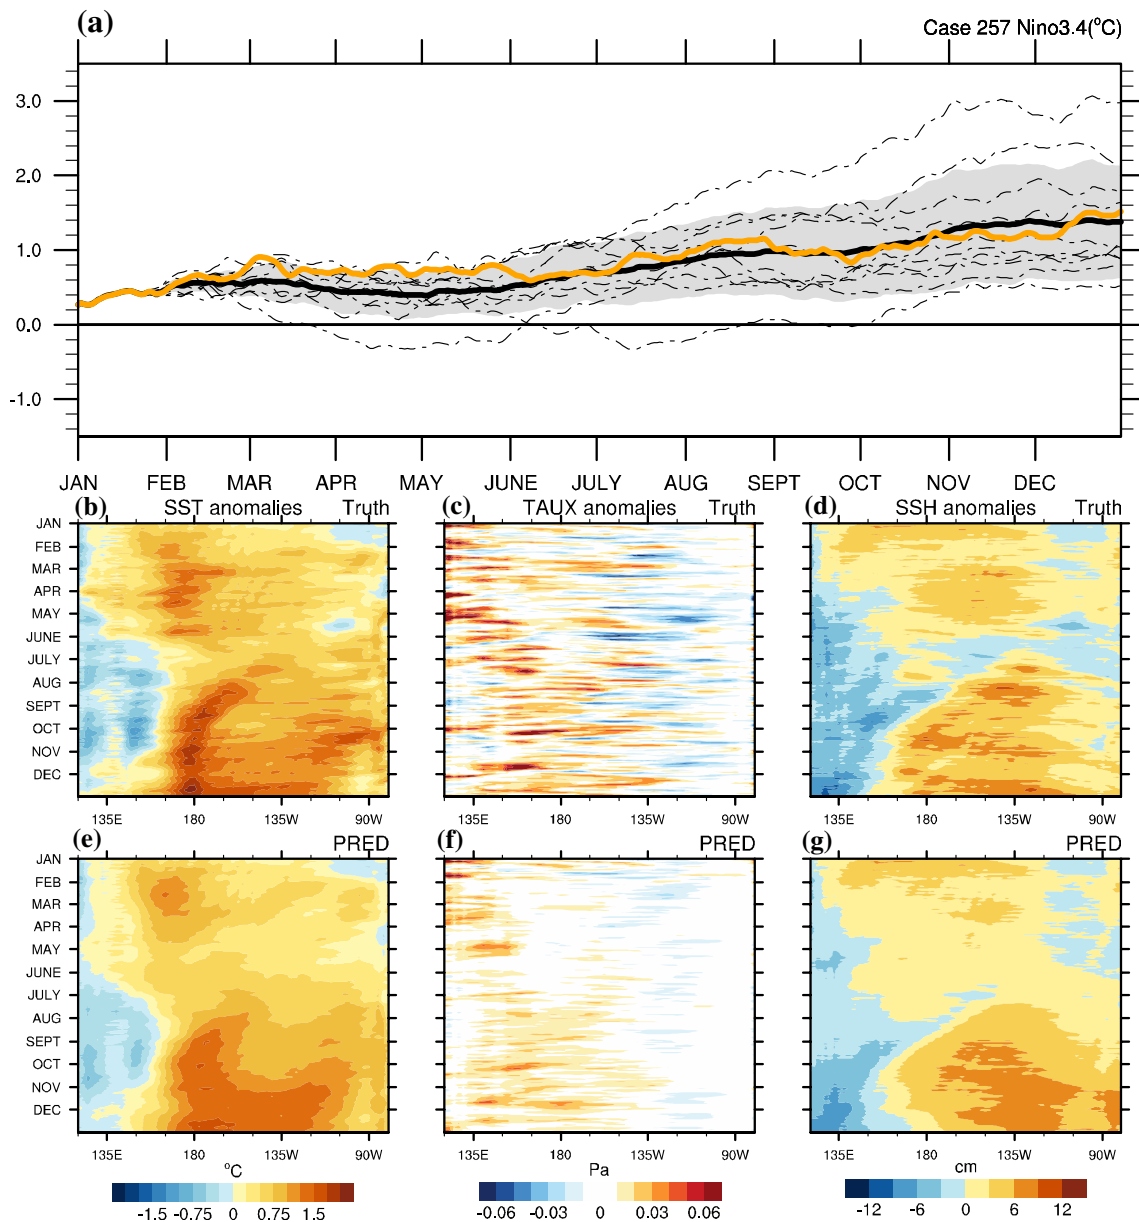 (a)
Case 257 Nino3.4(°C)
3.0
2.0
1.0
0.0
-1.0
JAN FEB MAR APR MAY JUNE JULY AUG SEPT OCT NOV DEC
(b) SST anomalies Truth
(c) TAUX anomalies Truth
(d) SSH anomalies Truth
JAN
FEB
MAR
APR
MAY
JUNE
JULY
AUG
SEPT
OCT
NOV
DEC
135E 180 135W 90W
135E 180 135W 90W
135E 180 135W 90W
(e) PRED
(f) PRED
(g) PRED
JAN
FEB
MAR
APR
MAY
JUNE
JULY
AUG
SEPT
OCT
NOV
DEC
135E 180 135W 90W
135E 180 135W 90W
135E 180 135W 90W
°C
Pa
cm
-1.5 -0.75 0 0.75 1.5
-0.06 -0.03 0 0.03 0.06
-12 -6 0 6 12